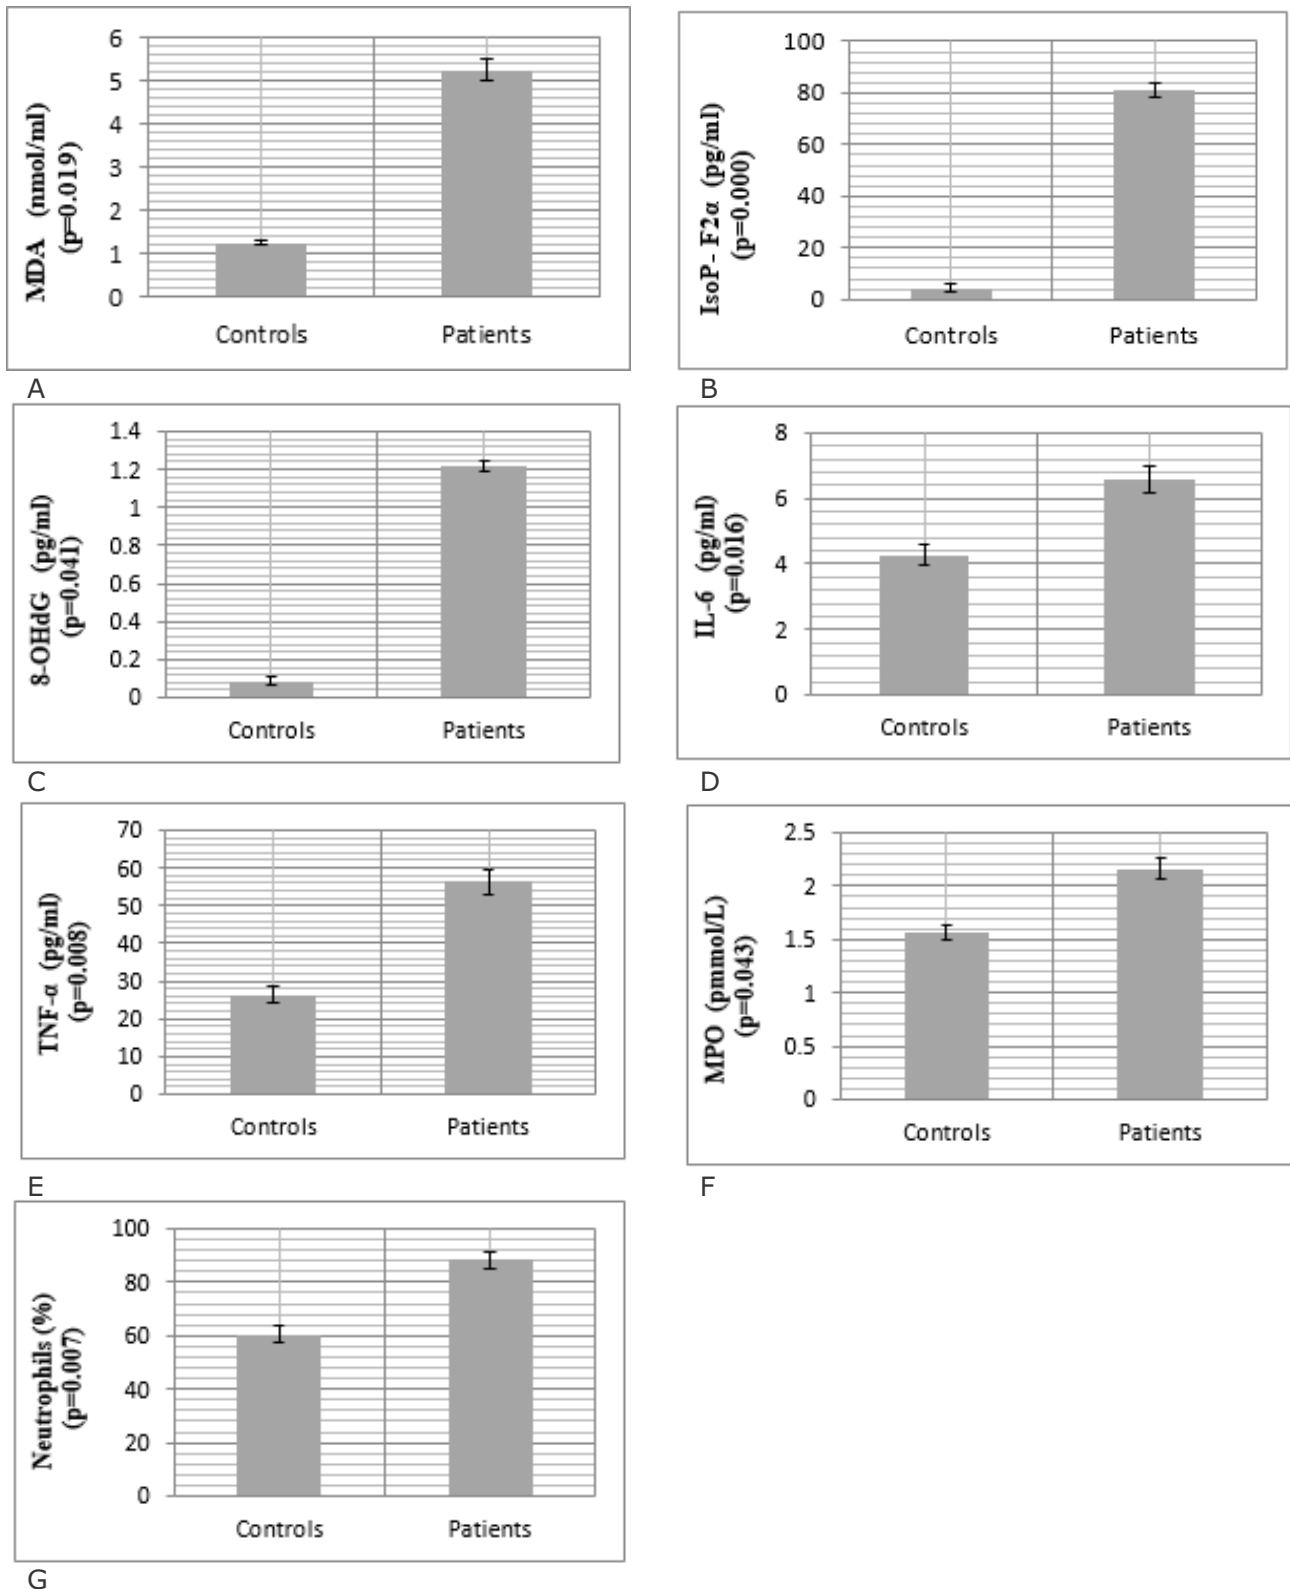 MDA (nmol/ml)
(p=0.019)
6
5
4
3
2
1
0
Controls Patients
A
IsoP- F2α (pg/ml)
(p=0.000)
100
80
60
40
20
0
Controls Patients
B
8-OHdG (pg/ml)
(p=0.041)
1.4
1.2
1
0.8
0.6
0.4
0.2
0
Controls Patients
C
IL-6 (pg/ml)
(p=0.016)
8
6
4
2
0
Controls Patients
D
TNF-α (pg/ml)
(p=0.008)
70
60
50
40
30
20
10
0
Controls Patients
E
MPO (pmmol/L)
(p=0.043)
2.5
2
1.5
1
0.5
0
Controls Patients
F
Neutrophils (%)
(p=0.007)
100
80
60
40
20
0
Controls Patients
G